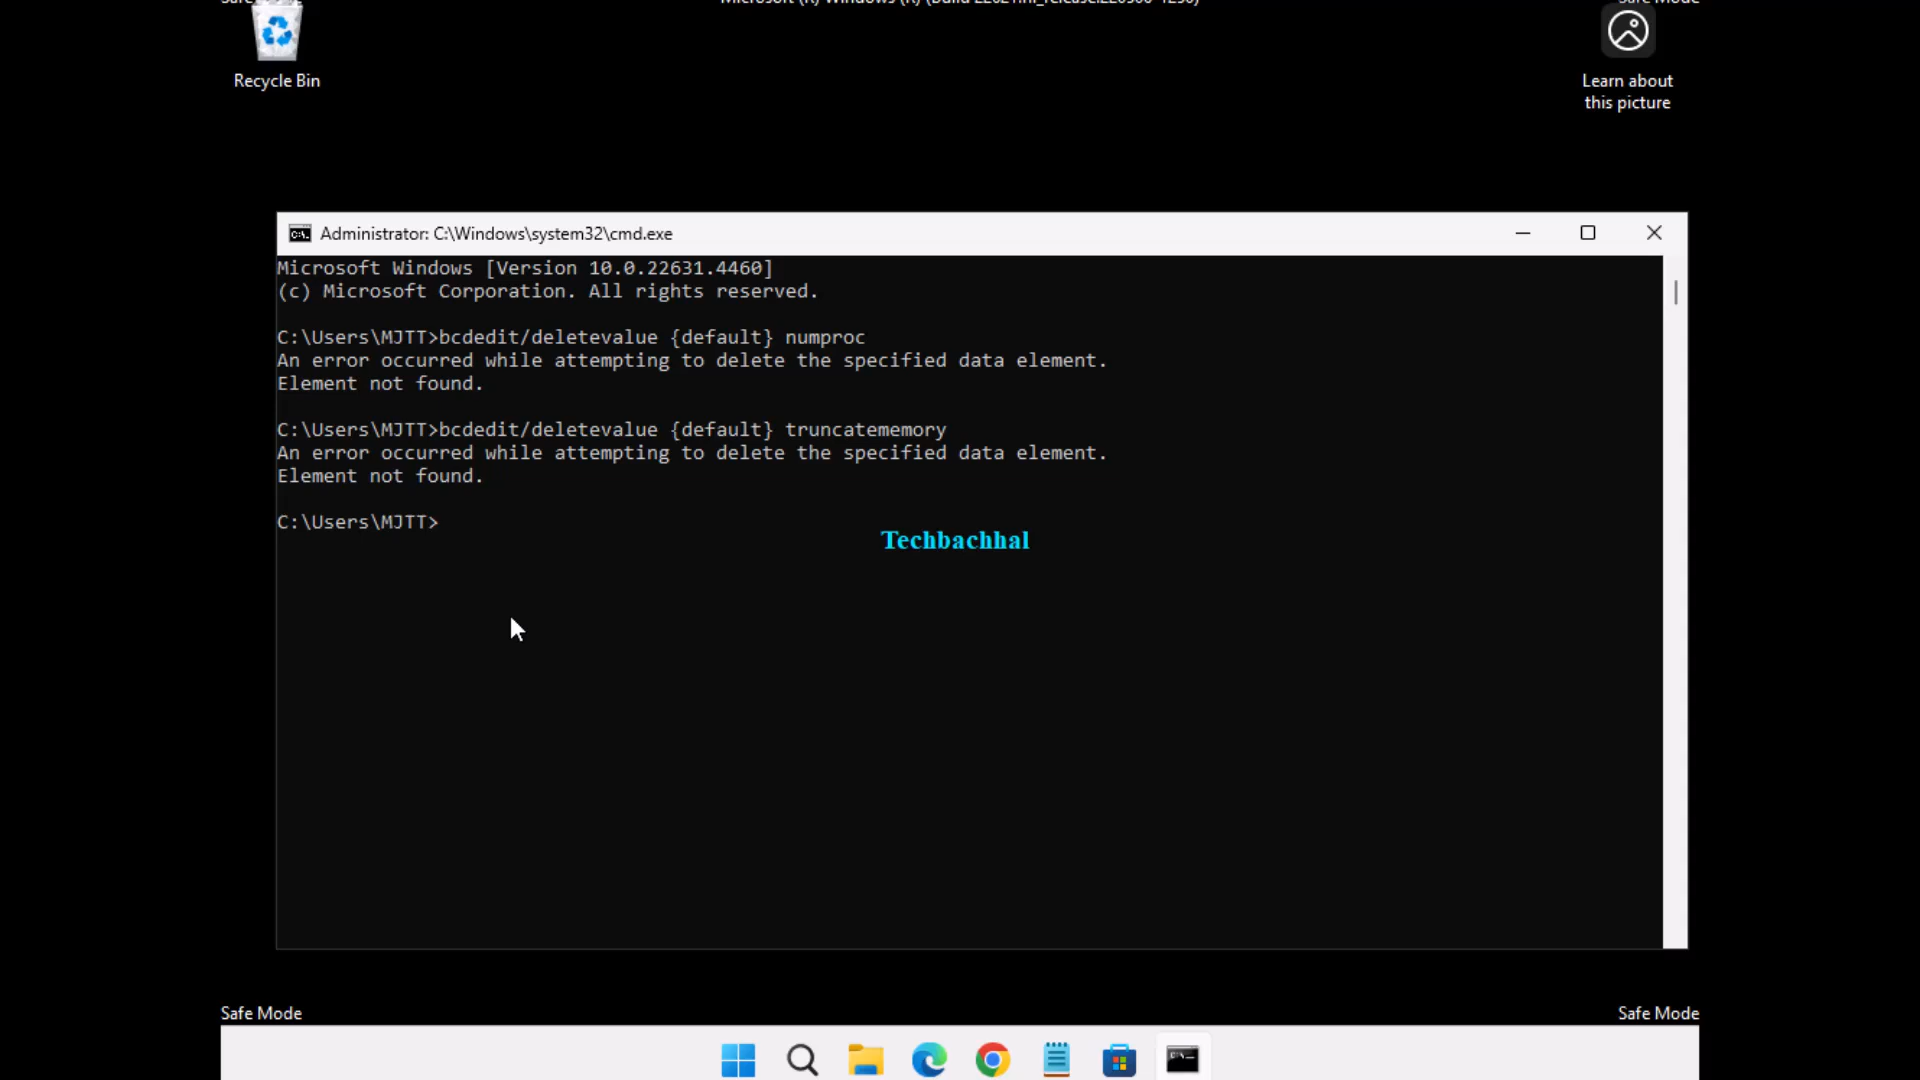 Recycle Bin
Learn about
this picture
Administrator: C:\Windows\system32\cmd.exe
Microsoft Windows [Version 10.0.22631.4460]
(c) Microsoft Corporation. All rights reserved.
C:\Users\MJTT>bcdedit/deletevalue {default} numproc
An error occurred while attempting to delete the specified data element.
Element not found.
C:\Users\MJTT>bcdedit/deletevalue {default} truncatememory
An error occurred while attempting to delete the specified data element.
Element not found.
C:\Users\MJTT>
Techbachhal
Safe Mode
Safe Mode